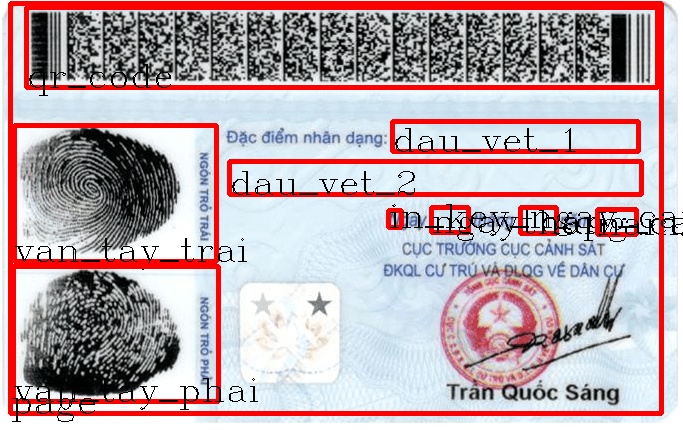 qr_code
Đặc điểm nhân dạng: dau_vet_1
dau_vet_2
CỤC TRƯỞNG CỤC CẢNH SÁT
ĐKQL CƯ TRÚ VÀ DLQG VỀ DÂN CƯ
NGÓN TRỎ TRÁI
van_tay_trai
NGÓN TRỎ PHẢI
van_tay_phai
Trần Quốc Sáng
page